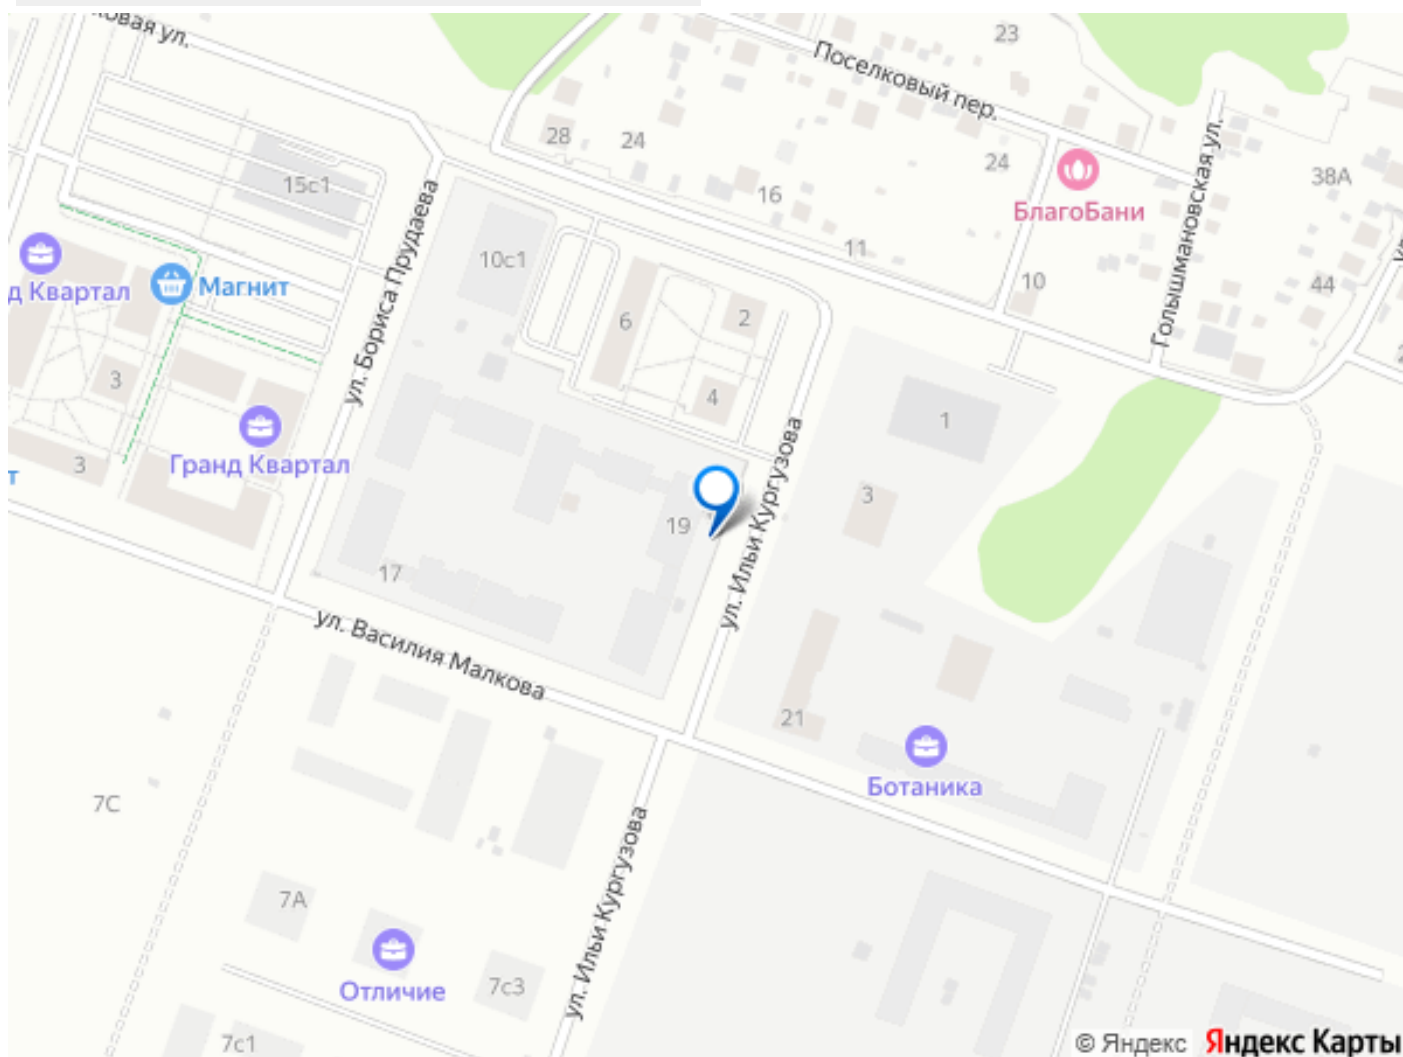 овая ул.
23
Поселковый пер.
28
24
24
16
БлагоБани
Голышмановская ул.
38А
15с1
ул. Бориса Прудаева
10с1
11
10
44
д Квартал
Магнит
6
2
3
4
1
Гранд Квартал
3
т
3
19
17
ул. Ильи Кургузова
ул. Василия Малкова
21
Ботаника
7С
ул. Ильи Кургузова
7А
Отличие
7с3
7с1
© Яндекс Яндекс Карты